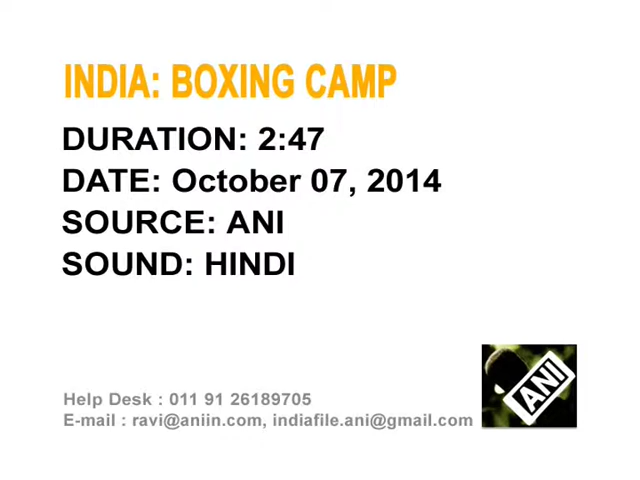 INDIA: BOXING CAMP
DURATION: 2:47
DATE: October 07, 2014
SOURCE: ANI
SOUND: HINDI
Help Desk : 011 91 26189705
E-mail : ravi@aniin.com, indiafile.ani@gmail.com
ANI